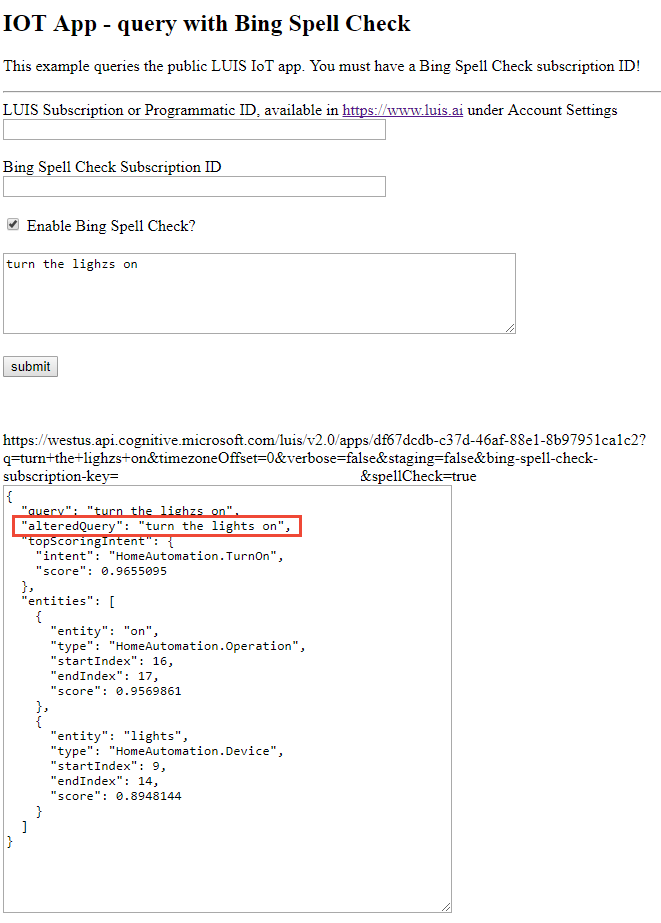 IOT App - query with Bing Spell Check
This example queries the public LUIS IoT app. You must have a Bing Spell Check subscription ID!
LUIS Subscription or Programmatic ID, available in https://www.luis.ai under Account Settings
Bing Spell Check Subscription ID
Enable Bing Spell Check?
turn the lighzs on
submit
https://westus.api.cognitive.microsoft.com/luis/v2.0/apps/df67dcdb-c37d-46af-88e1-8b97951ca1c2?
q=turn+the+lighzs+on&timezoneOffset=0&verbose=false&staging=false&bing-spell-check-
subscription-key= &spellCheck=true
{
  "query": "turn the lighzs on",
  "alteredQuery": "turn the lights on",
  "topScoringIntent": {
    "intent": "HomeAutomation.TurnOn",
    "score": 0.9655095
  },
  "entities": [
    {
      "entity": "on",
      "type": "HomeAutomation.Operation",
      "startIndex": 16,
      "endIndex": 17,
      "score": 0.9569861
    },
    {
      "entity": "lights",
      "type": "HomeAutomation.Device",
      "startIndex": 9,
      "endIndex": 14,
      "score": 0.8948144
    }
  ]
}